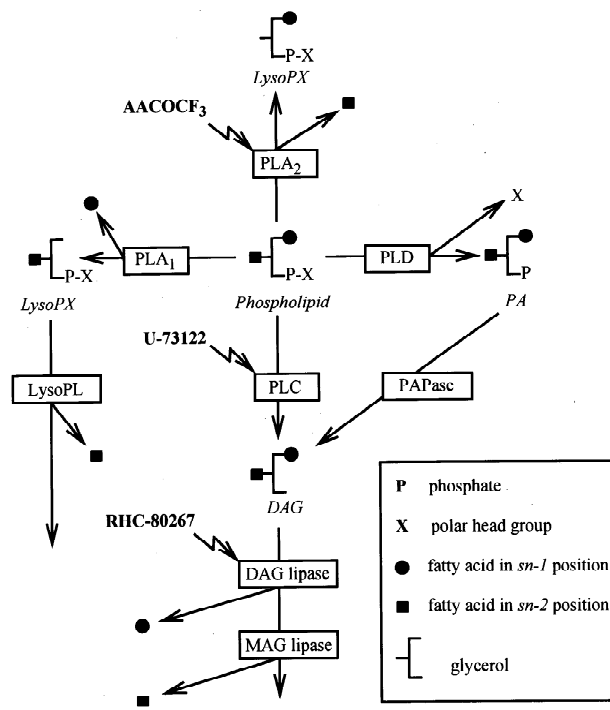 P-X
LysoPX
AACOCF3
PLA2
X
P-X
PLA1
P-X
PLD
P
LysoPX
Phospholipid
PA
U-73122
LysoPL
PLC
PAPase
DAG
RHC-80267
DAG lipase
MAG lipase
P phosphate
X polar head group
fatty acid in sn-1 position
fatty acid in sn-2 position
glycerol